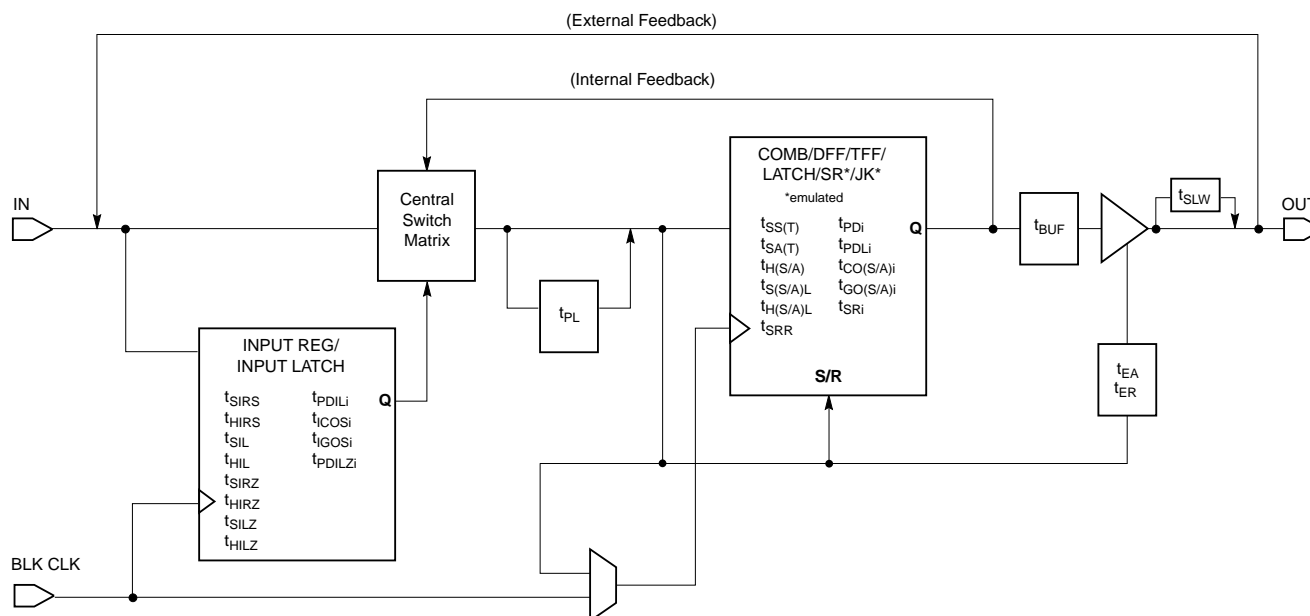 (External Feedback)
(Internal Feedback)
IN
Central
Switch
Matrix
COMB/DFF/TFF/
LATCH/SR*/JK*
*emulated
tSS(T) tPDi Q
tSA(T) tPDLi
tH(S/A) tCO(S/A)i
tS(S/A)L tGO(S/A)i
tH(S/A)L tSRi
tSRR
S/R
tBUF
tSLW
OUT
tPL
tEA
tER
INPUT REG/
INPUT LATCH
tSIRS tPDILi Q
tHIRS tICOSi
tSIL tIGOSi
tHIL tPDILZi
tSIRZ
tHIRZ
tSILZ
tHILZ
BLK CLK